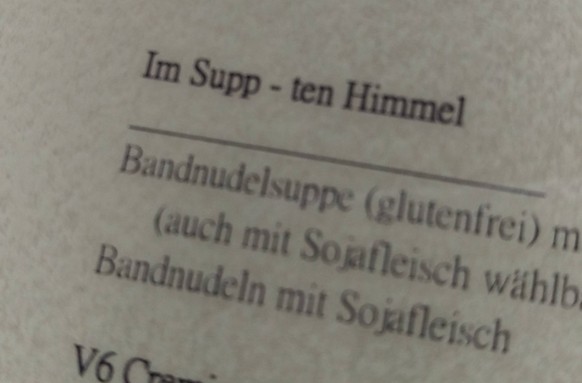 Im Supp - ten Himmel
Bandnudelsuppe (glutenfrei)
(auch mit Sojafleisch
Bandnudeln mit Sojafleisch
V6